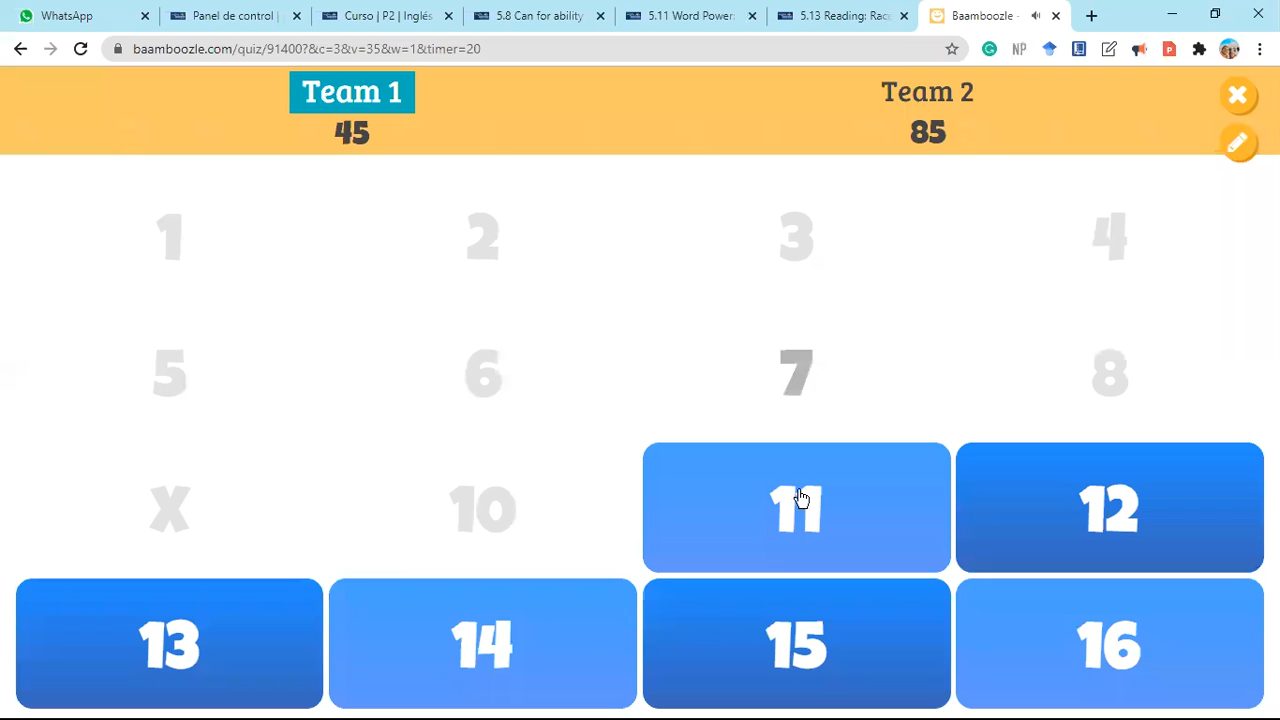 WhatsApp
Panel de control |
Curso | P2 | Inglés
5.8 Can for ability
5.11 Word Power:
5.13 Reading: Rac
Baamboozle -
baamboozle.com/quiz/91400?&c=3&v=35&w=1&timer=20
NP
Team 1
45
Team 2
85
1
2
3
4
5
6
7
8
X
10
11
12
13
14
15
16